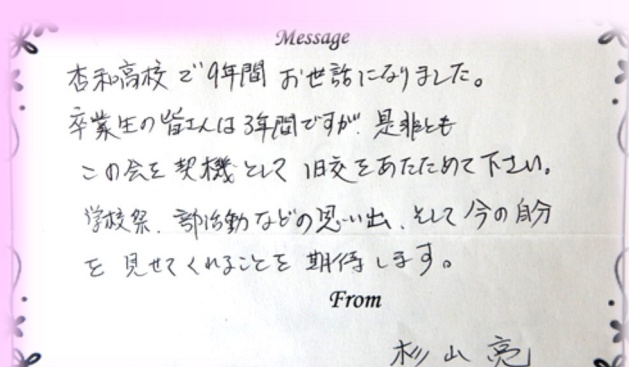 Message
杏和高校で9年間お世話になりました。
卒業生の皆さんは3年間ですが、是非とも
この会を契機として旧交をあたためて下さい。
学校祭、部活動などの思い出、そして今の自分
を見せてくれることを期待します。
From
杉山亮